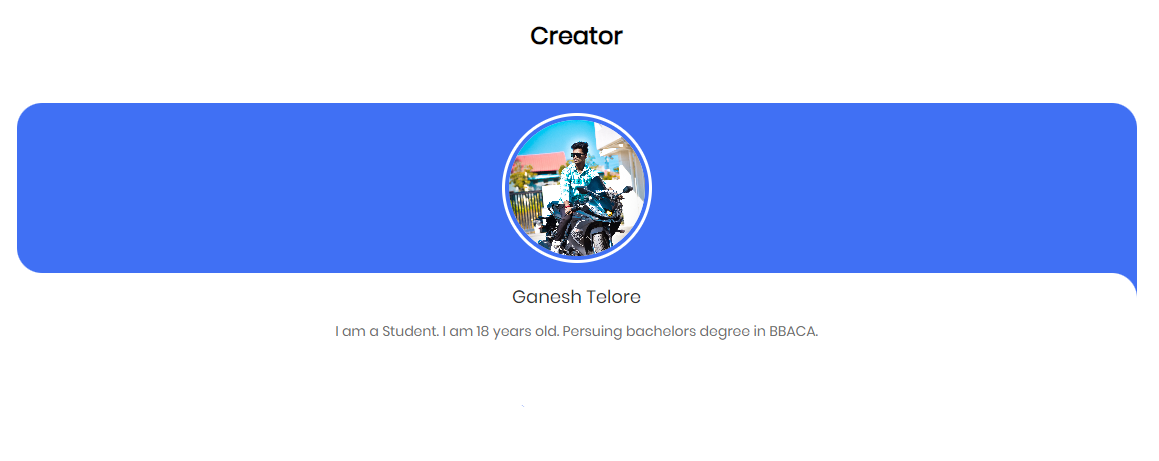 Creator
Ganesh Telore
I am a Student. I am 18 years old. Persuing bachelors degree in BBACA.